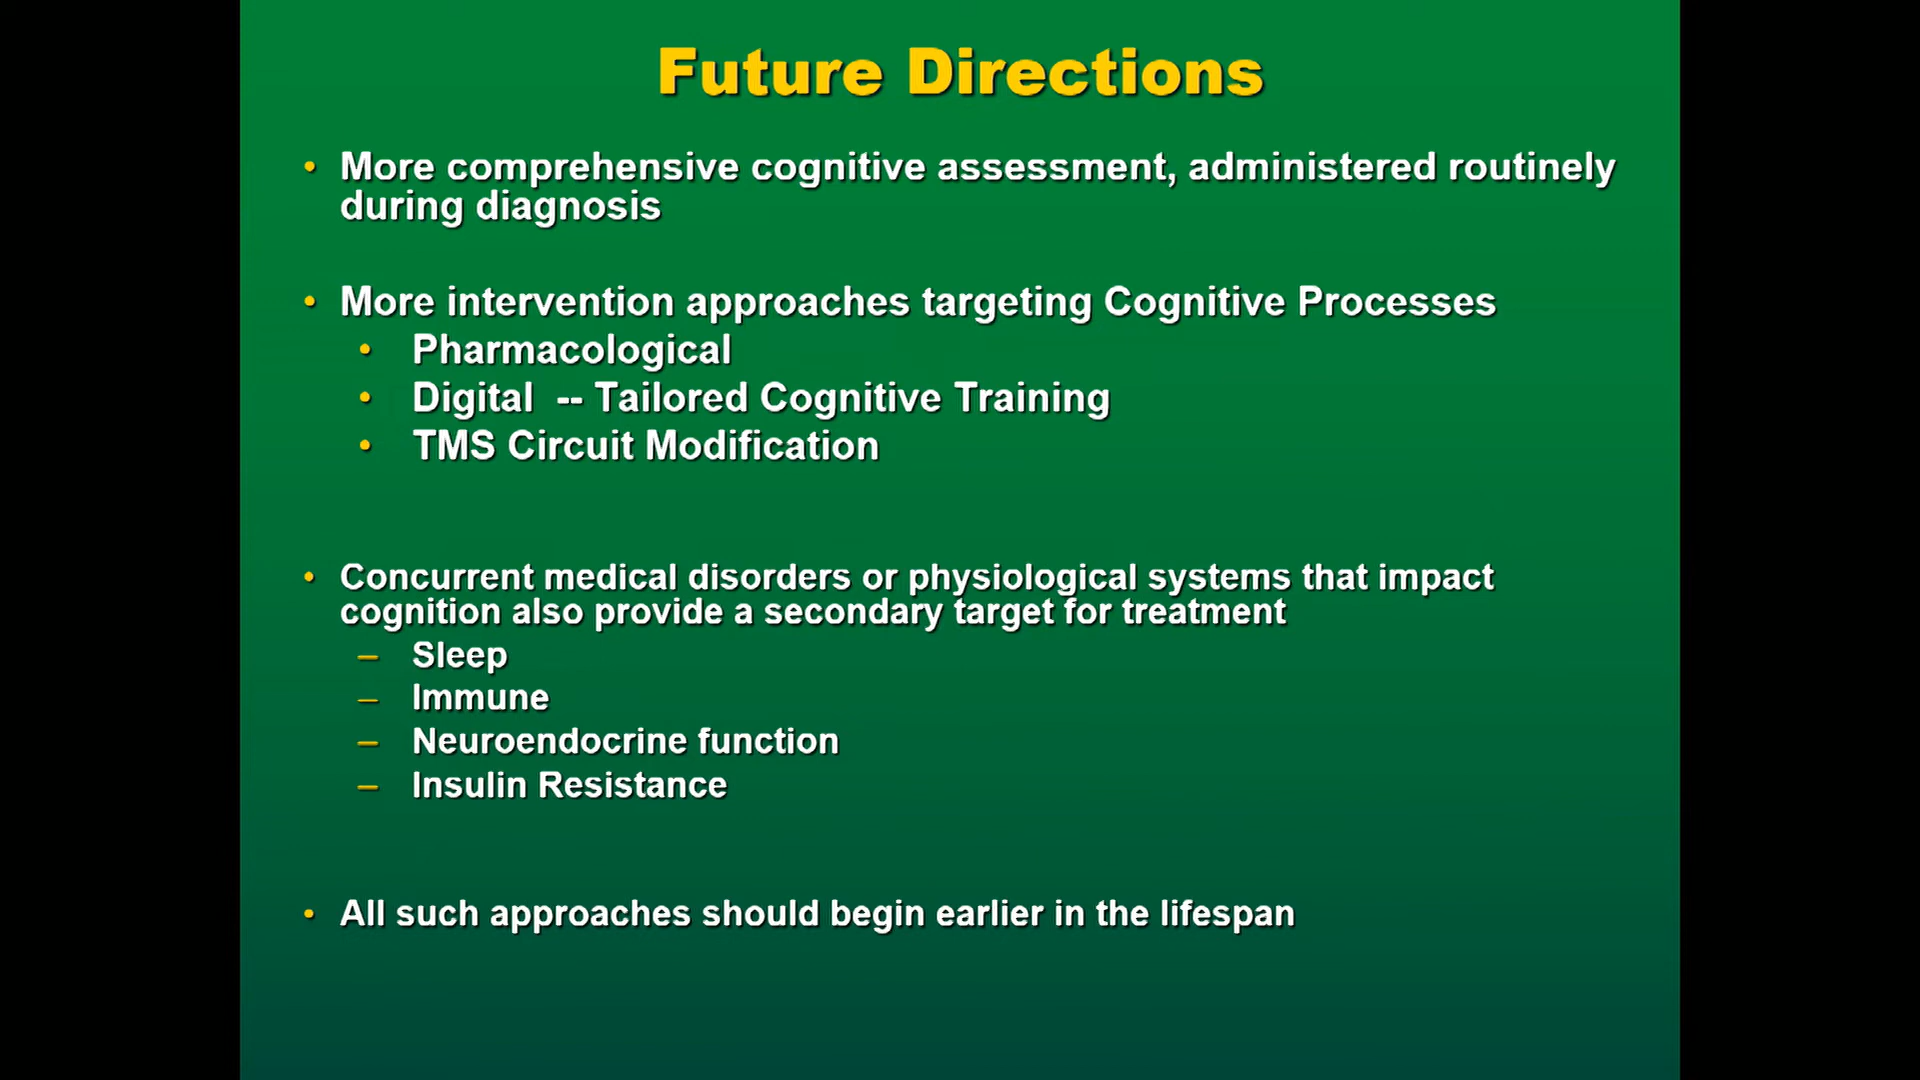 Future Directions
• More comprehensive cognitive assessment, administered routinely
during diagnosis
• More intervention approaches targeting Cognitive Processes
• Pharmacological
• Digital -- Tailored Cognitive Training
• TMS Circuit Modification
• Concurrent medical disorders or physiological systems that impact
cognition also provide a secondary target for treatment
– Sleep
– Immune
– Neuroendocrine function
– Insulin Resistance
• All such approaches should begin earlier in the lifespan